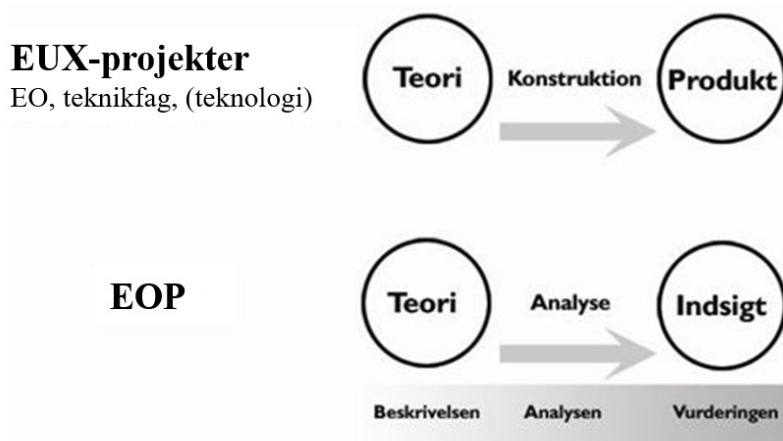 EUX-projekter
EO, teknikfag, (teknologi)
Teori
Konstruktion
Produkt
EOP
Teori
Analyse
Indsigt
Beskrivelsen
Analysen
Vurderingen